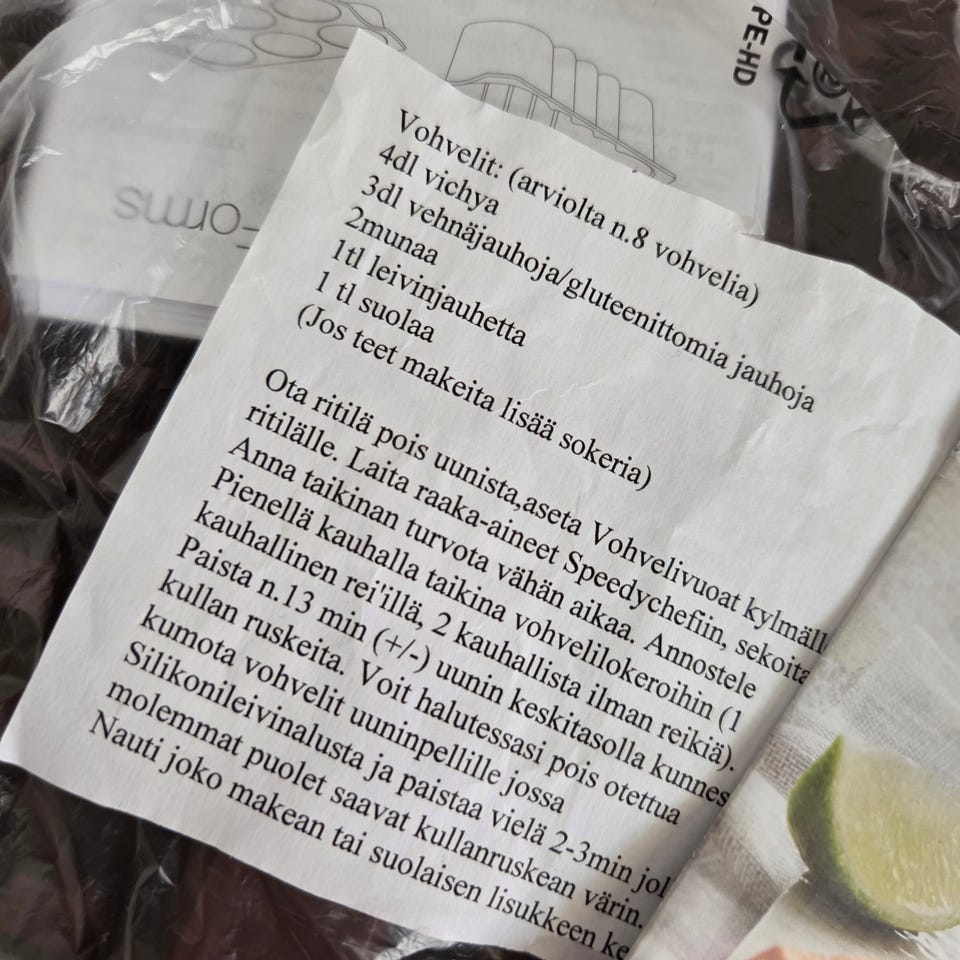 PE-HD
Forms
Vohvelit: (arviolta n.8 vohvelia)
4dl vichya
3dl vehnäjauhoja/gluteenittomia jauhoja
2munaa
1tl leivinjauhetta
1 tl suolaa
(Jos teet makeita lisää sokeria)
Ota ritilä pois uunista,aseta Vohvelivuoat kylmäll
ritilälle. Laita raaka-aineet Speedychefiin, sekoita
Anna taikinan turvota vähän aikaa. Annostele
Pienellä kauhalla taikina vohvelilokeroihin (1
kauhallinen rei'illä, 2 kauhallista ilman reikiä).
Paista n.13 min (+/-) uunin keskitasolla kunnes
kullan ruskeita. Voit halutessasi pois otettua
kumota vohvelit uuninpellille jossa
Silikonileivinalusta ja paistaa vielä 2-3min jol
molemmat puolet saavat kullanruskean värin.
Nauti joko makean tai suolaisen lisukkeen ke